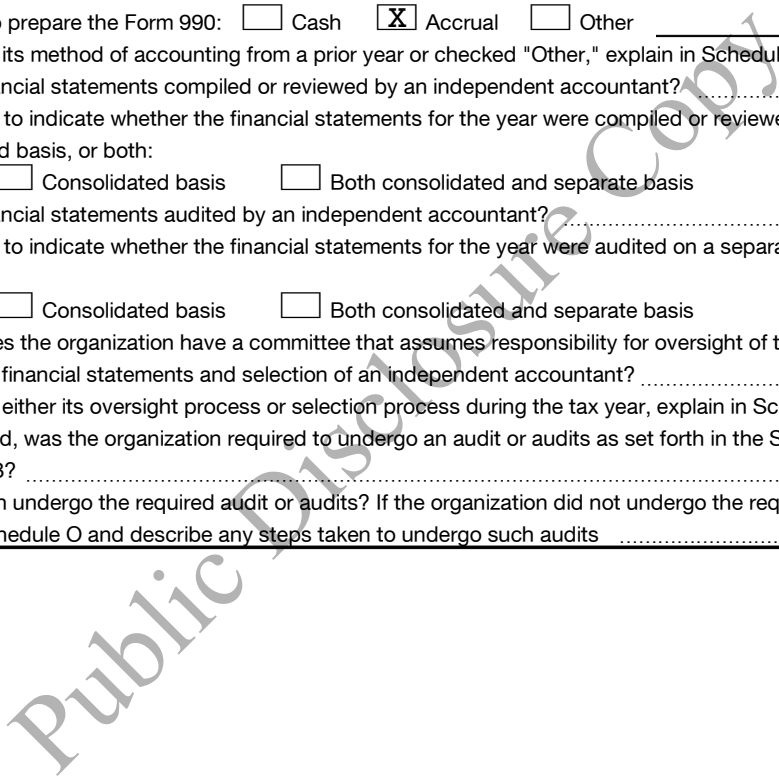 prepare the Form 990: Cash X Accrual Other
its method of accounting from a prior year or checked "Other," explain in Schedul
ncial statements compiled or reviewed by an independent accountant?
to indicate whether the financial statements for the year were compiled or reviewe
d basis, or both:
Consolidated basis Both consolidated and separate basis
ncial statements audited by an independent accountant?
to indicate whether the financial statements for the year were audited on a separa
Consolidated basis Both consolidated and separate basis
es the organization have a committee that assumes responsibility for oversight of t
financial statements and selection of an independent accountant?
either its oversight process or selection process during the tax year, explain in Sc
d, was the organization required to undergo an audit or audits as set forth in the S
?
n undergo the required audit or audits? If the organization did not undergo the req
hedule O and describe any steps taken to undergo such audits
Public Disclosure Copy